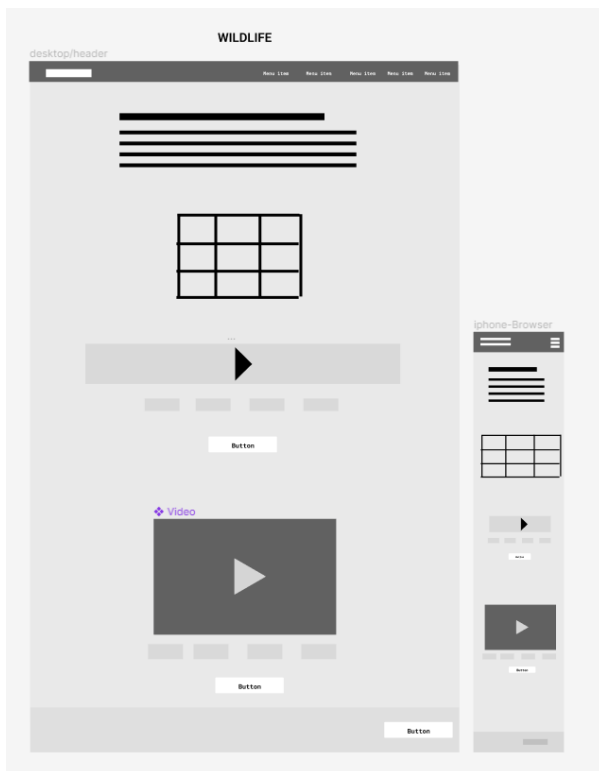 WILDLIFE
desktop/header
Menu item Menu item Menu item Menu item Menu item
...
Button
Video
Button
Button
iphone-Browser
Button